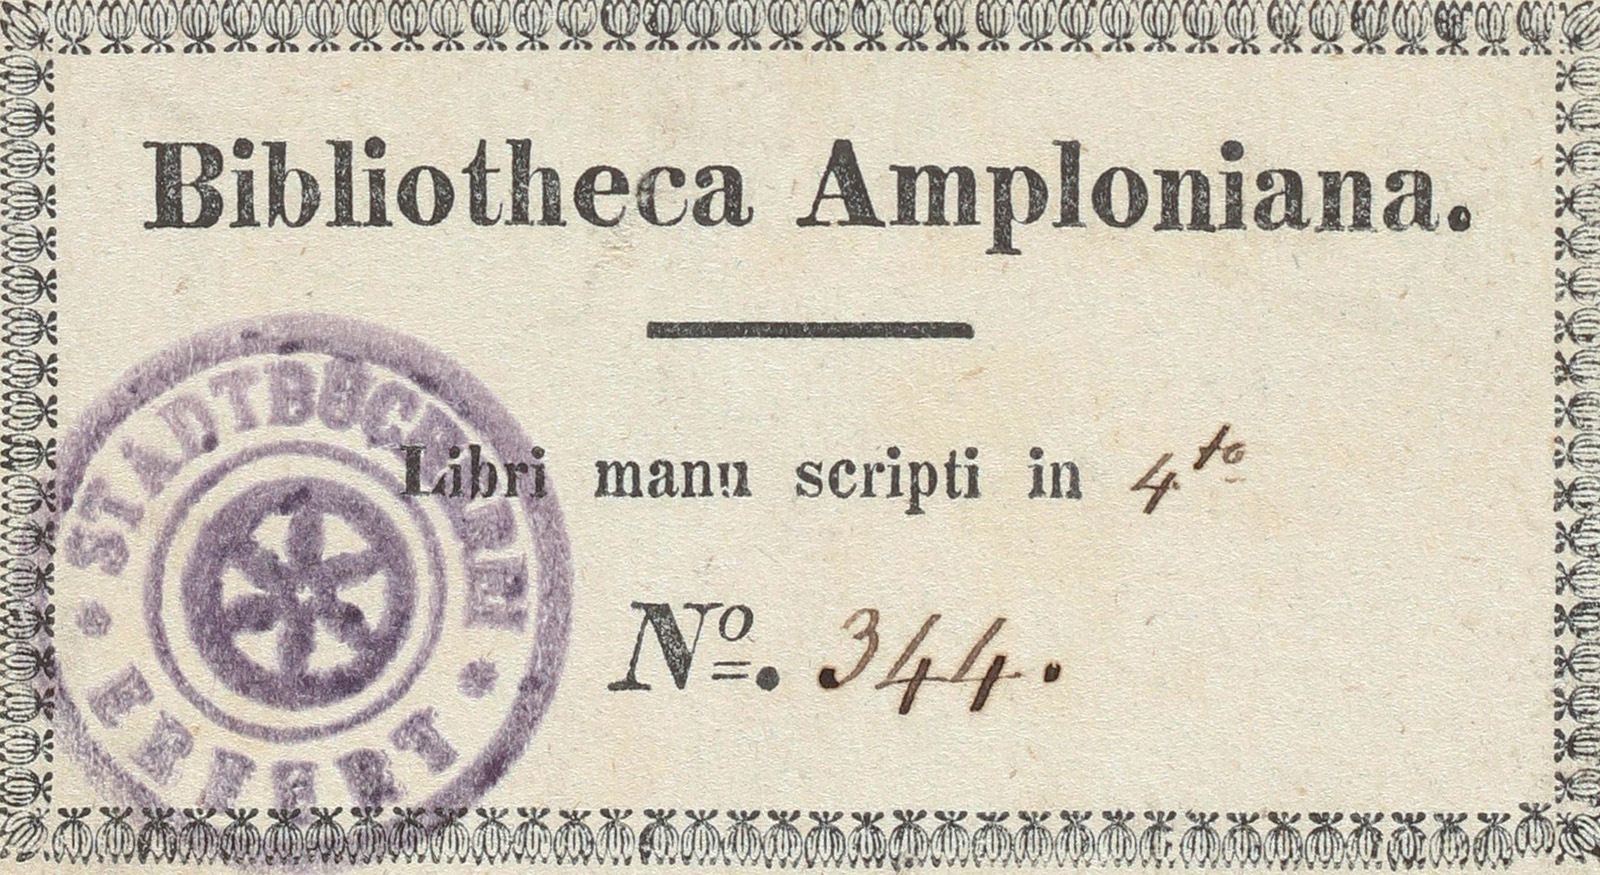 Bibliotheca Amploniana.
Libri manu scripti in 4to
No. 344.
STADTBÜCHEREI
ERFURT